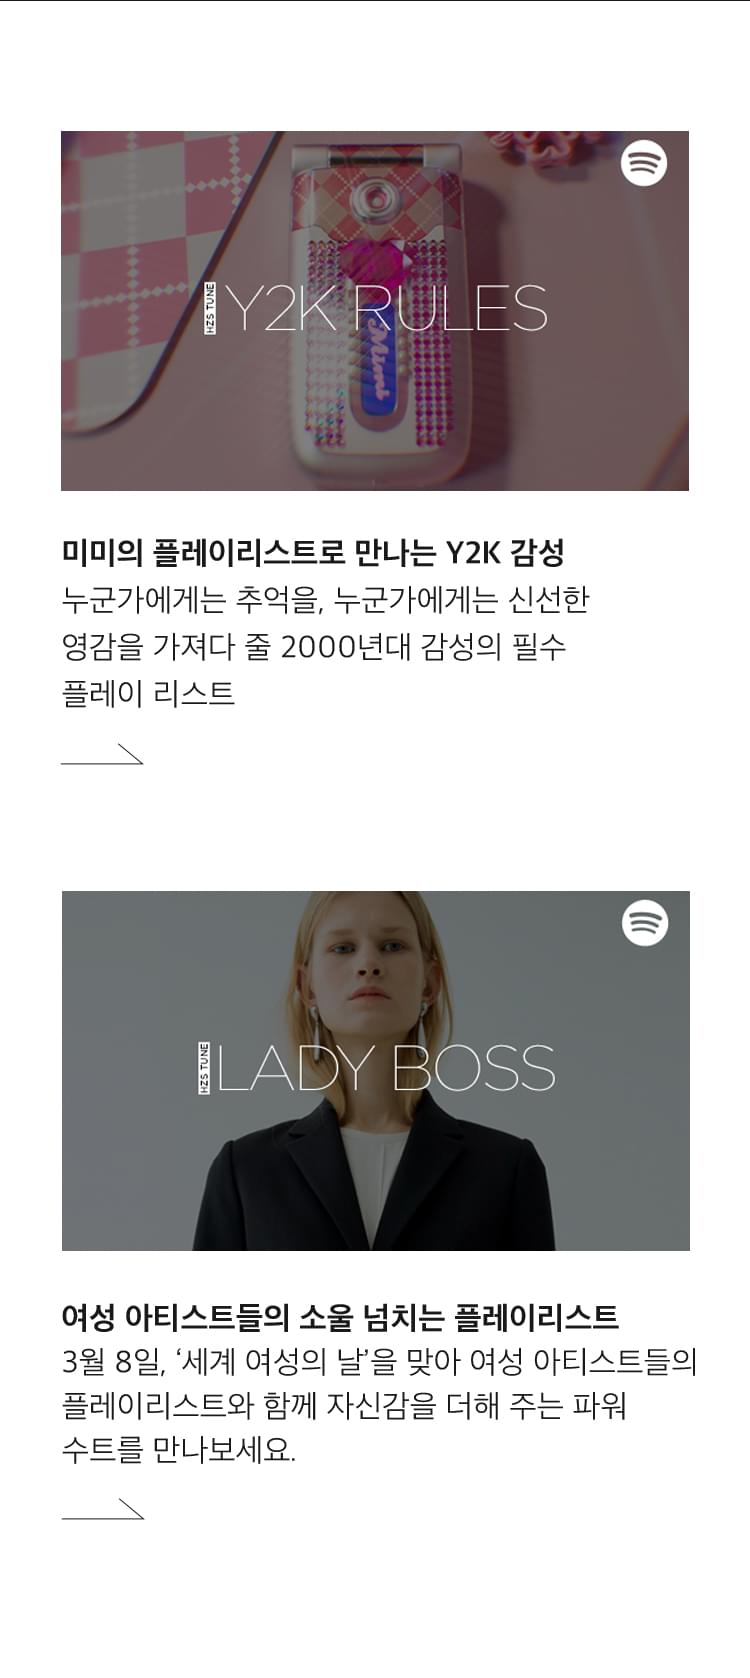 HZS TUNE
Y2K RULES
Mimi
미미의 플레이리스트로 만나는 Y2K 감성
누군가에게는 추억을, 누군가에게는 신선한
영감을 가져다 줄 2000년대 감성의 필수
플레이 리스트
HZS TUNE
LADY BOSS
여성 아티스트들의 소울 넘치는 플레이리스트
3월 8일, ‘세계 여성의 날’을 맞아 여성 아티스트들의
플레이리스트와 함께 자신감을 더해 주는 파워
수트를 만나보세요.